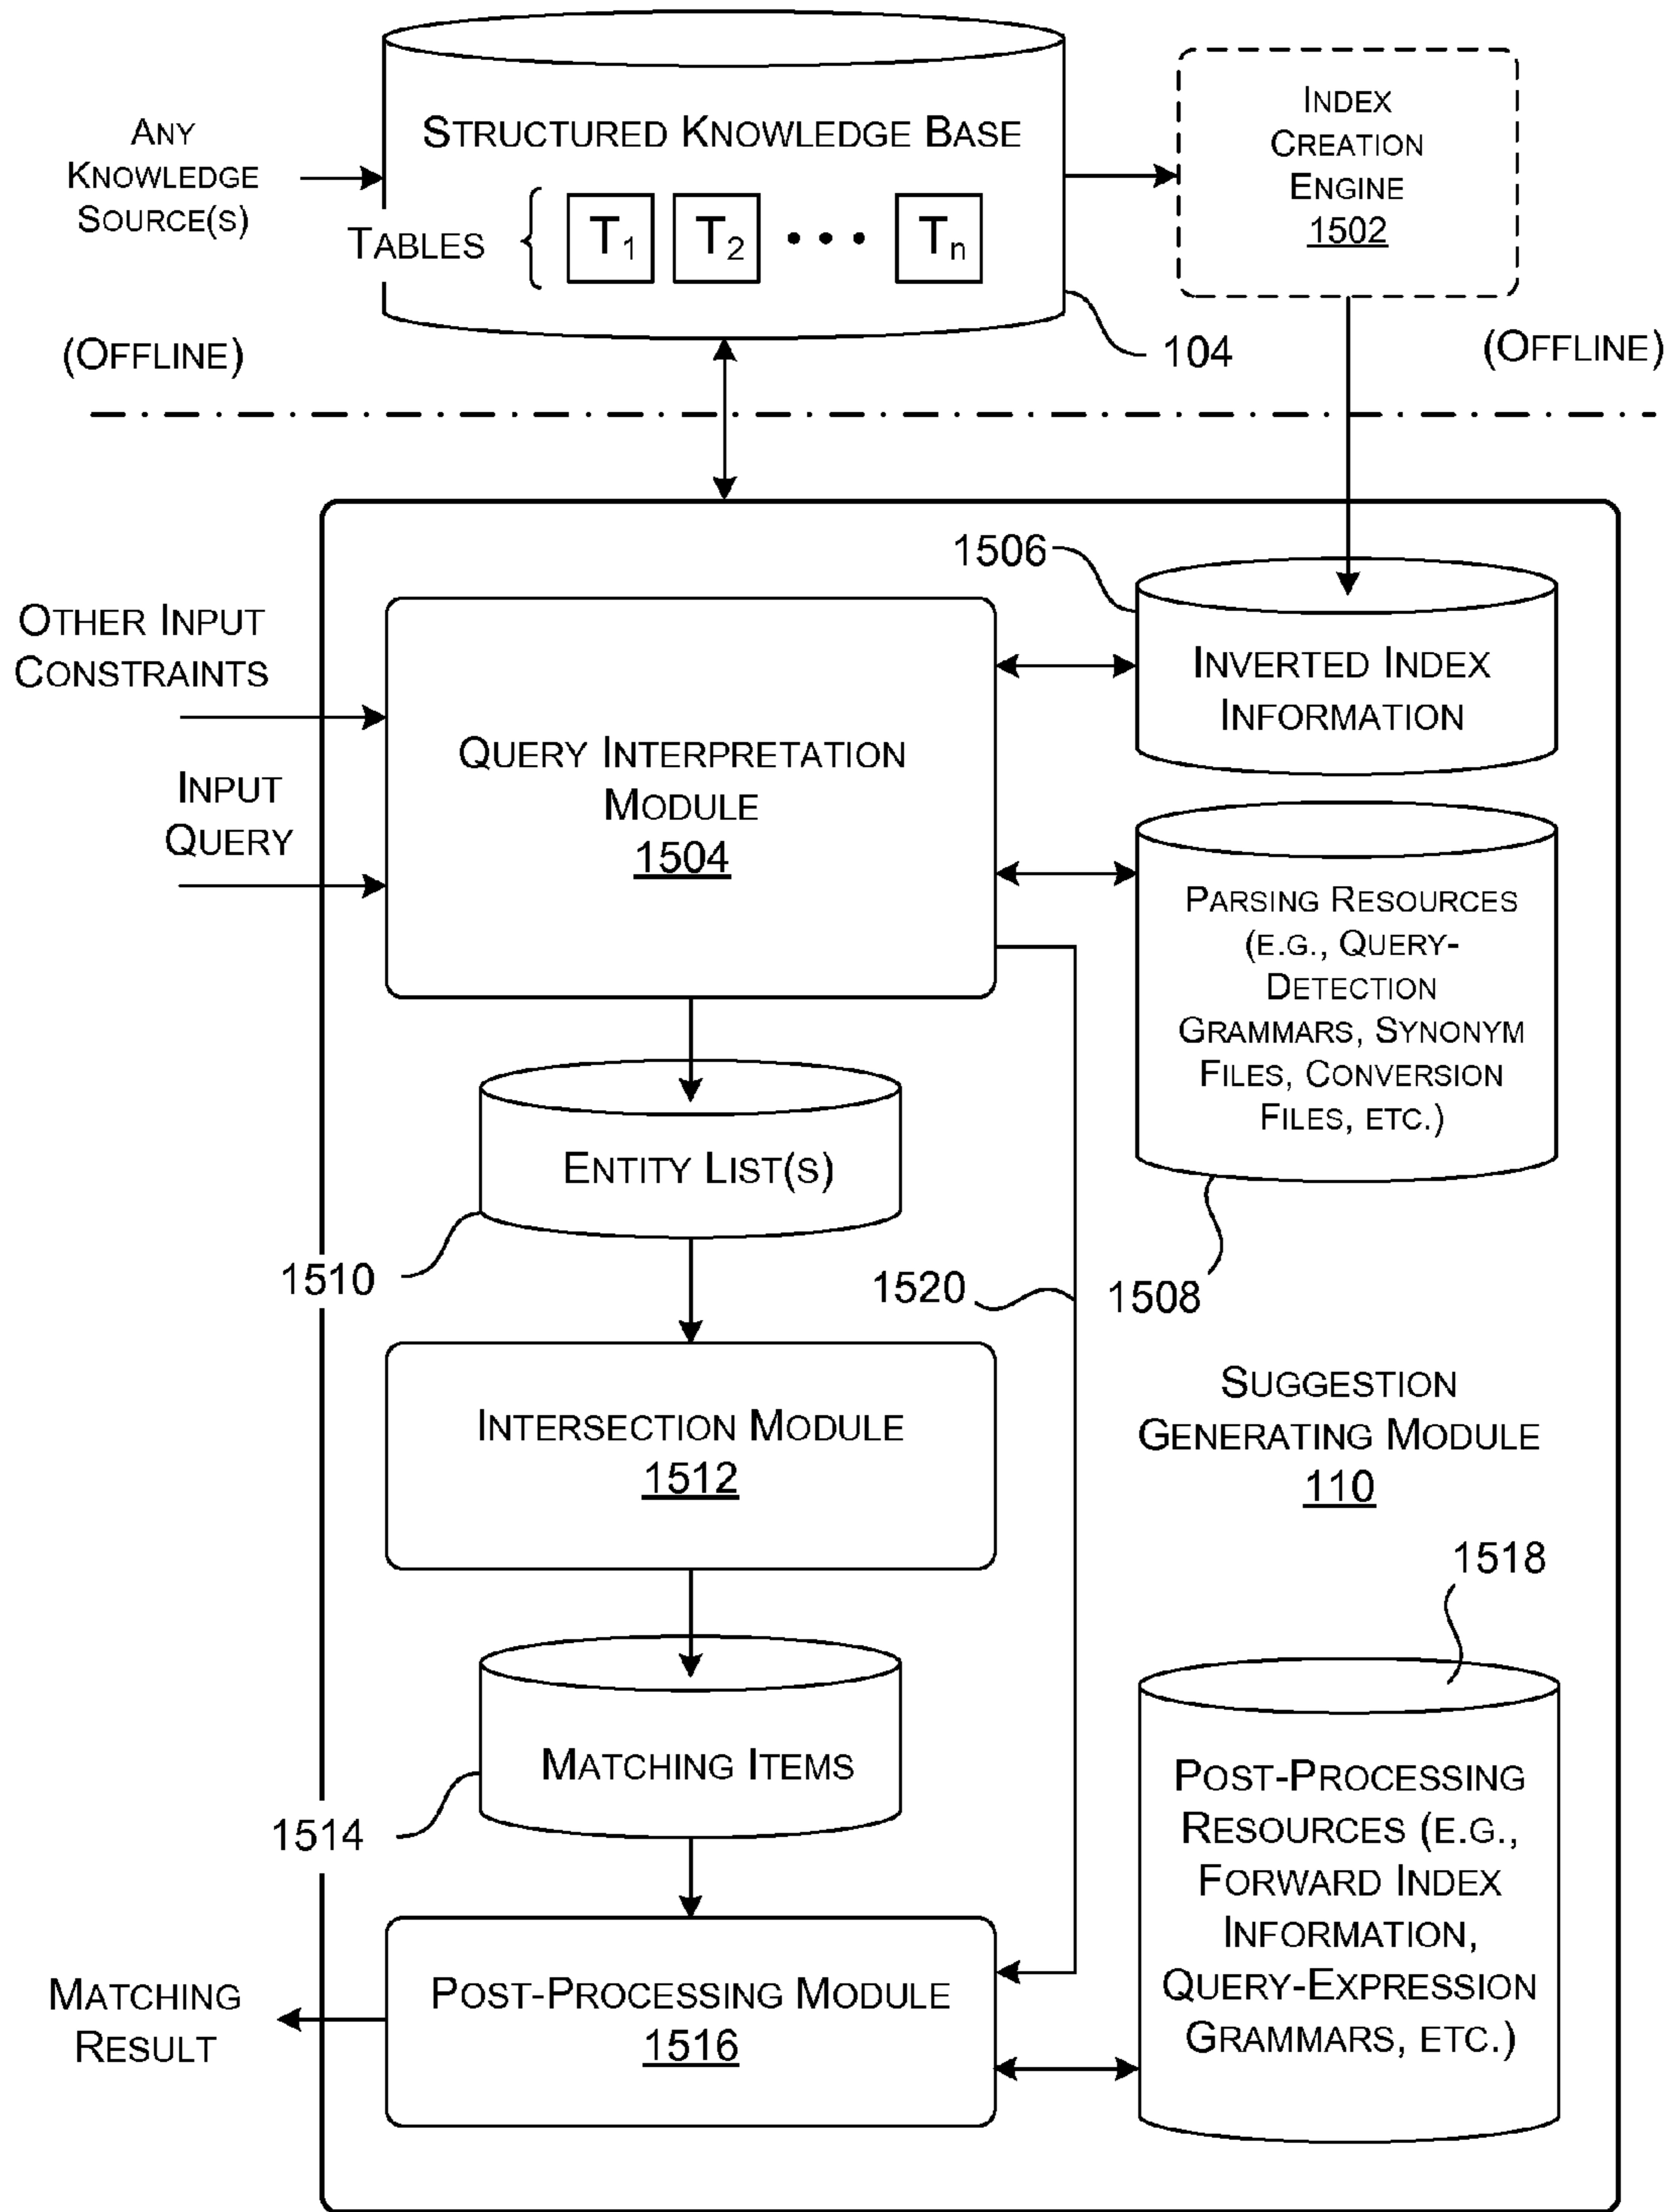 ANY
KNOWLEDGE
SOURCE(S)
STRUCTURED KNOWLEDGE BASE
TABLES
T1
T2
• • •
Tn
INDEX
CREATION
ENGINE
1502
(OFFLINE)
104
(OFFLINE)
OTHER INPUT
CONSTRAINTS
INPUT
QUERY
QUERY INTERPRETATION
MODULE
1504
1506
INVERTED INDEX
INFORMATION
PARSING RESOURCES
(E.G., QUERY-
DETECTION
GRAMMARS, SYNONYM
FILES, CONVERSION
FILES, ETC.)
1508
ENTITY LIST(S)
1510
1520
INTERSECTION MODULE
1512
SUGGESTION
GENERATING MODULE
110
MATCHING ITEMS
1514
1518
POST-PROCESSING
RESOURCES (E.G.,
FORWARD INDEX
INFORMATION,
QUERY-EXPRESSION
GRAMMARS, ETC.)
POST-PROCESSING MODULE
1516
MATCHING
RESULT